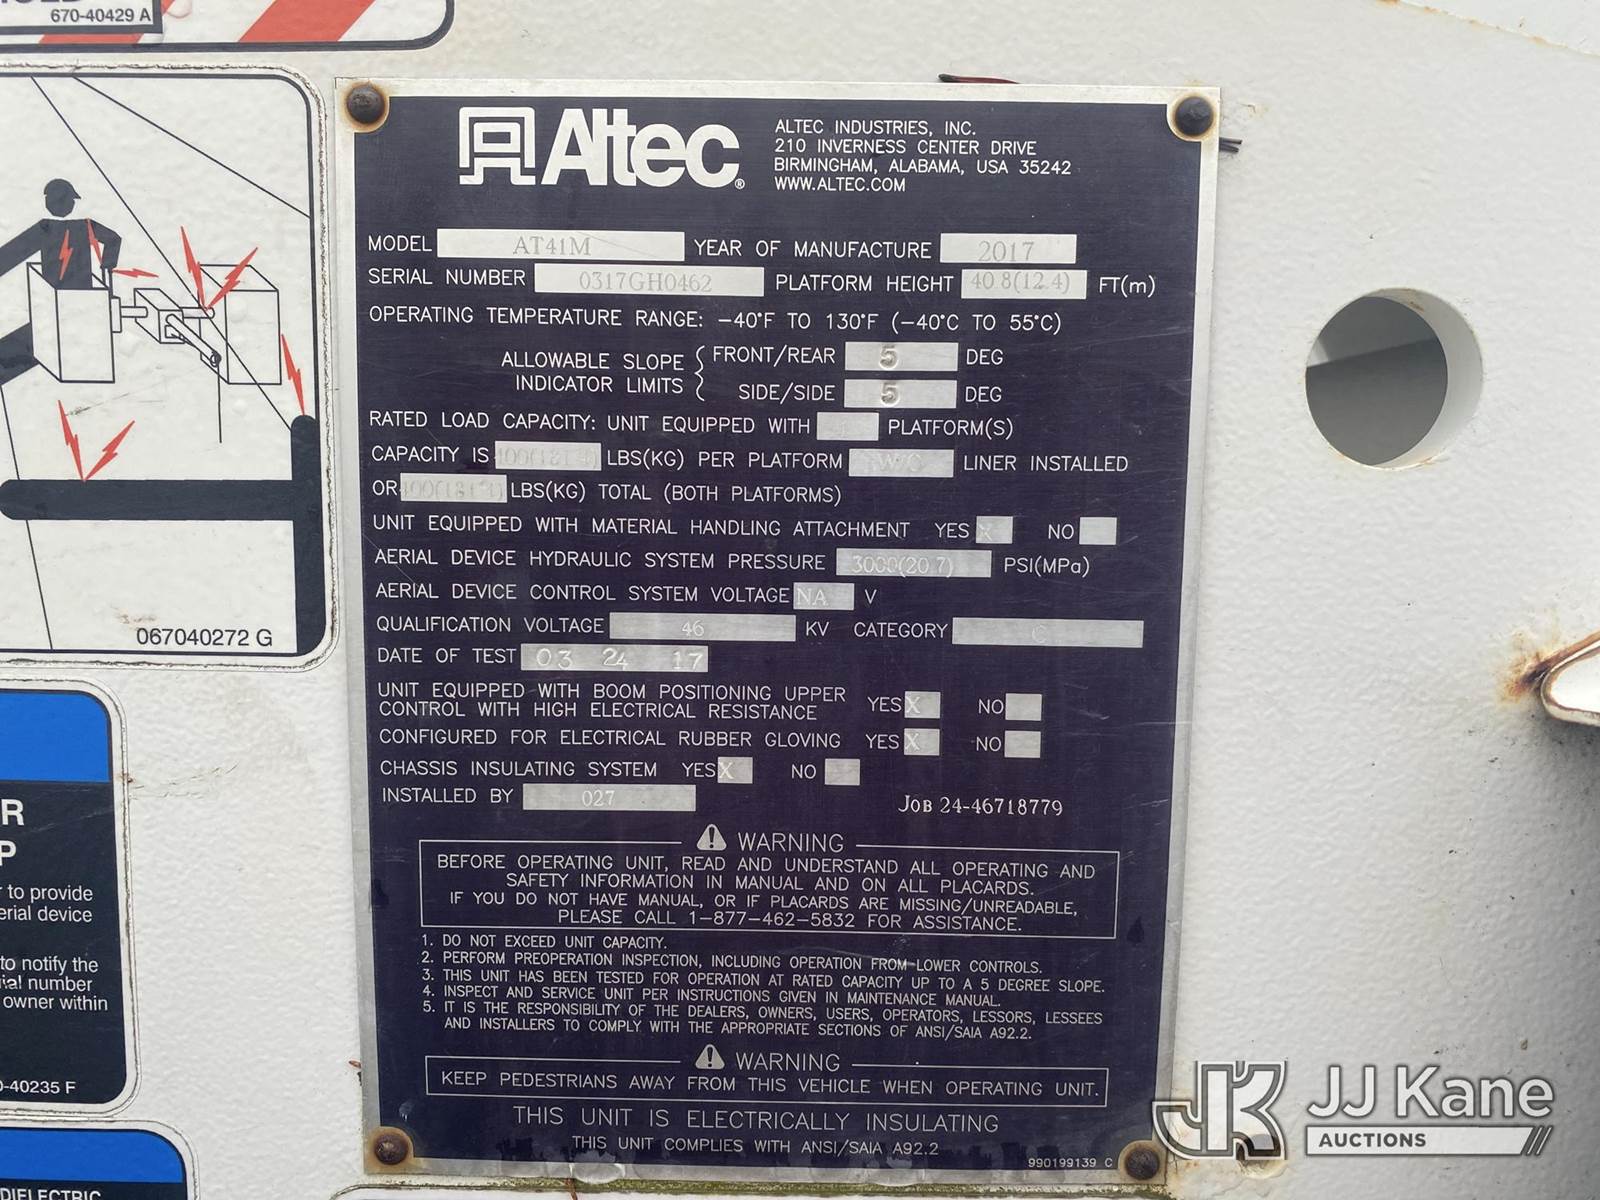 670-40429 A
067040272 G
R
P
to provide
erial device
to notify the
ial number
owner within
0-40235 F
DIELECTRIC
Altec®
ALTEC INDUSTRIES, INC.
210 INVERNESS CENTER DRIVE
BIRMINGHAM, ALABAMA, USA 35242
WWW.ALTEC.COM
MODEL AT41M YEAR OF MANUFACTURE 2017
SERIAL NUMBER 0317GH0462 PLATFORM HEIGHT 40.8(12.4) FT(m)
OPERATING TEMPERATURE RANGE: -40°F TO 130°F (-40°C TO 55°C)
ALLOWABLE SLOPE INDICATOR LIMITS
FRONT/REAR 5 DEG
SIDE/SIDE 5 DEG
RATED LOAD CAPACITY: UNIT EQUIPPED WITH PLATFORM(S)
CAPACITY IS LBS(KG) PER PLATFORM W/O LINER INSTALLED
OR 400(181.4) LBS(KG) TOTAL (BOTH PLATFORMS)
UNIT EQUIPPED WITH MATERIAL HANDLING ATTACHMENT YES X NO
AERIAL DEVICE HYDRAULIC SYSTEM PRESSURE 3000(20.7) PSI(MPa)
AERIAL DEVICE CONTROL SYSTEM VOLTAGE NA V
QUALIFICATION VOLTAGE 46 KV CATEGORY C
DATE OF TEST 03 24 17
UNIT EQUIPPED WITH BOOM POSITIONING UPPER
CONTROL WITH HIGH ELECTRICAL RESISTANCE YES X NO
CONFIGURED FOR ELECTRICAL RUBBER GLOVING YES X NO
CHASSIS INSULATING SYSTEM YES X NO
INSTALLED BY 027
JOB 24-46718779
WARNING
BEFORE OPERATING UNIT, READ AND UNDERSTAND ALL OPERATING AND
SAFETY INFORMATION IN MANUAL AND ON ALL PLACARDS.
IF YOU DO NOT HAVE MANUAL, OR IF PLACARDS ARE MISSING/UNREADABLE,
PLEASE CALL 1-877-462-5832 FOR ASSISTANCE.
1. DO NOT EXCEED UNIT CAPACITY.
2. PERFORM PREOPERATION INSPECTION, INCLUDING OPERATION FROM LOWER CONTROLS.
3. THIS UNIT HAS BEEN TESTED FOR OPERATION AT RATED CAPACITY UP TO A 5 DEGREE SLOPE.
4. INSPECT AND SERVICE UNIT PER INSTRUCTIONS GIVEN IN MAINTENANCE MANUAL.
5. IT IS THE RESPONSIBILITY OF THE DEALERS, OWNERS, USERS, OPERATORS, LESSORS, LESSEES
AND INSTALLERS TO COMPLY WITH THE APPROPRIATE SECTIONS OF ANSI/SAIA A92.2.
WARNING
KEEP PEDESTRIANS AWAY FROM THIS VEHICLE WHEN OPERATING UNIT.
THIS UNIT IS ELECTRICALLY INSULATING
THIS UNIT COMPLIES WITH ANSI/SAIA A92.2
990199139 C
JK JJ Kane
AUCTIONS